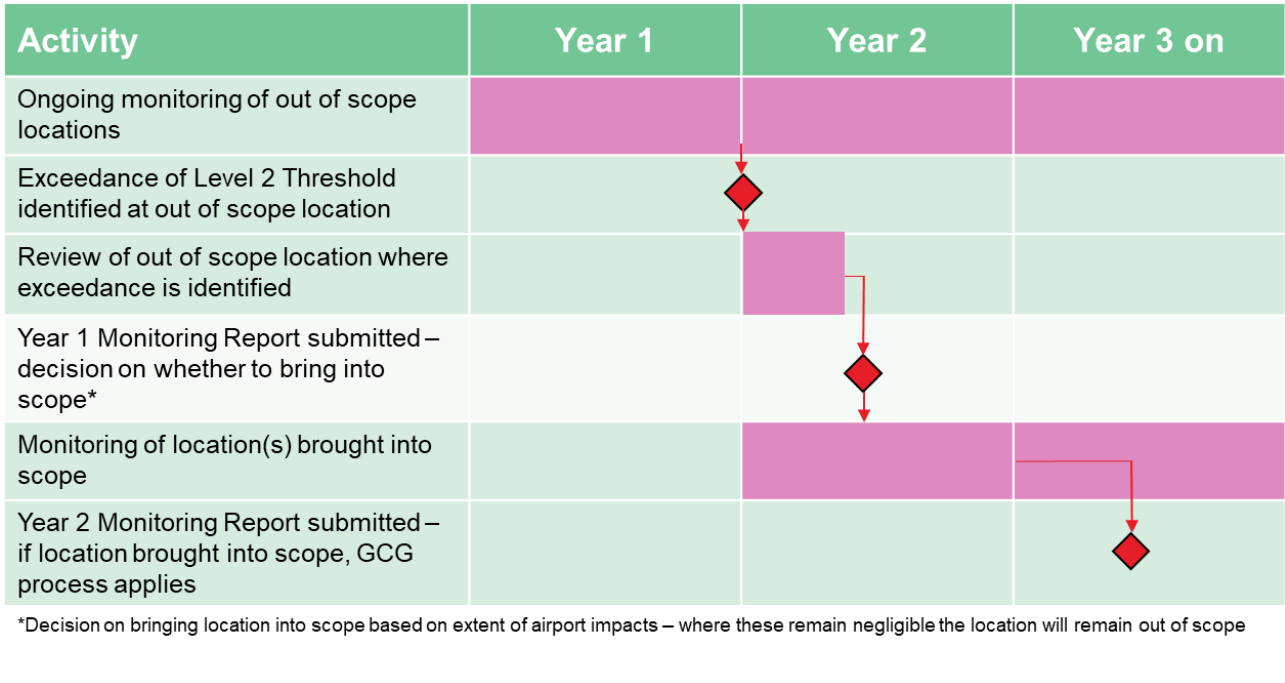 Activity Year 1 Year 2 Year 3 on
Ongoing monitoring of out of scope
locations
Exceedance of Level 2 Threshold
identified at out of scope location
Review of out of scope location where
exceedance is identified
Year 1 Monitoring Report submitted –
decision on whether to bring into
scope*
Monitoring of location(s) brought into
scope
Year 2 Monitoring Report submitted –
if location brought into scope, GCG
process applies
*Decision on bringing location into scope based on extent of airport impacts – where these remain negligible the location will remain out of scope